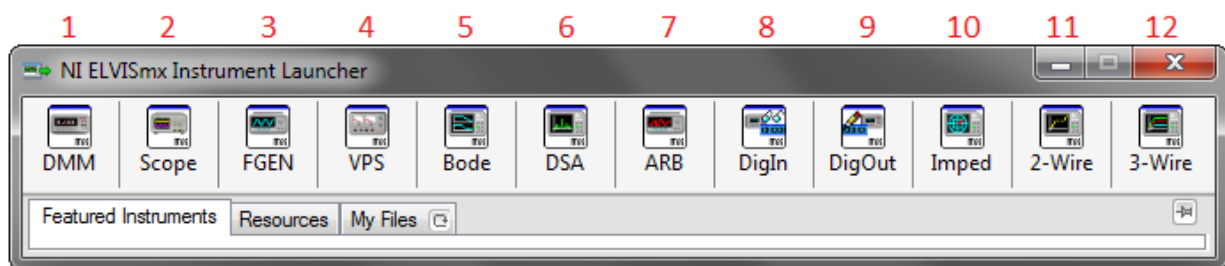 1 2 3 4 5 6 7 8 9 10 11 12
NI ELVISmx Instrument Launcher
DMM Scope FGEN VPS Bode DSA ARB DigIn DigOut Imped 2-Wire 3-Wire
Featured Instruments Resources My Files